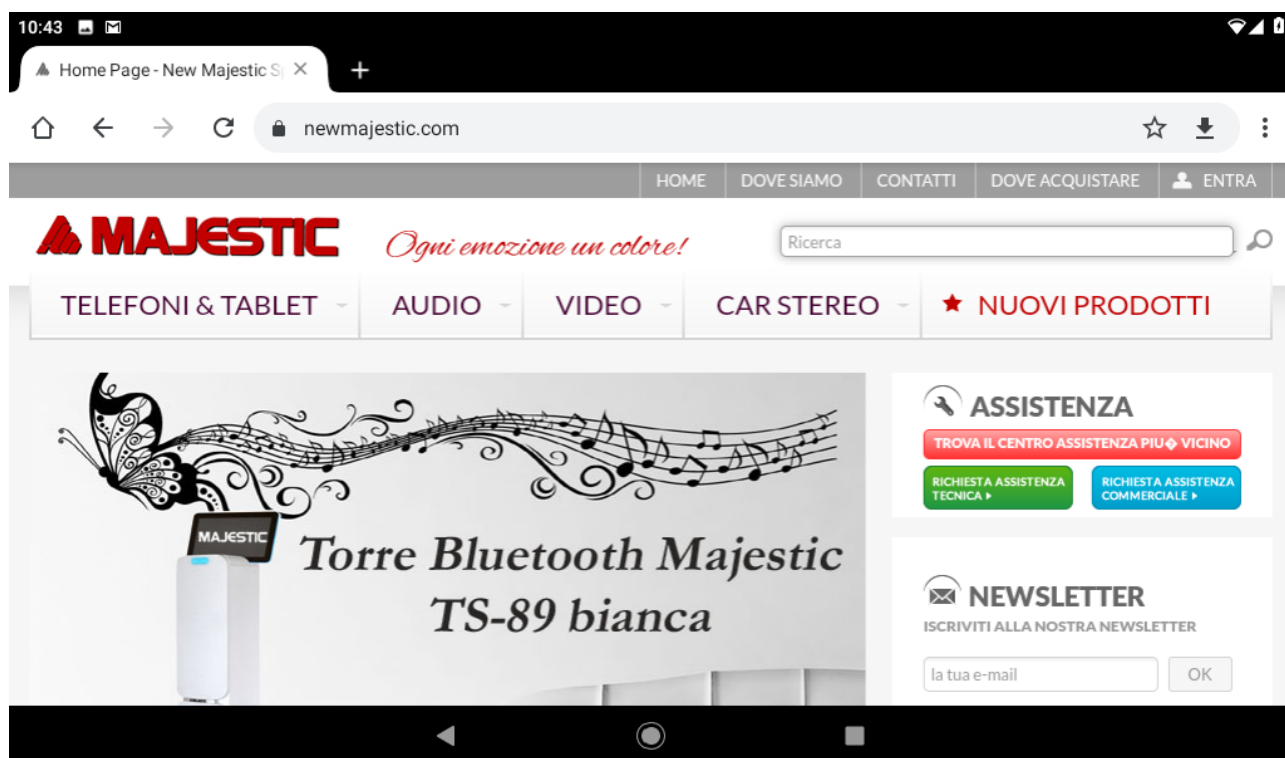 10:43
Home Page - New Majestic S
newmajestic.com
HOME DOVE SIAMO CONTATTI DOVE ACQUISTARE ENTRA
MAJESTIC Ogni emozione un colore! Ricerca
TELEFONI & TABLET AUDIO VIDEO CAR STEREO NUOVI PRODOTTI
MAJESTIC
Torre Bluetooth Majestic
TS-89 bianca
ASSISTENZA
TROVA IL CENTRO ASSISTENZA PIU� VICINO
RICHIESTA ASSISTENZA
TECNICA
RICHIESTA ASSISTENZA
COMMERCIALE
NEWSLETTER
ISCRIVITI ALLA NOSTRA NEWSLETTER
la tua e-mail OK